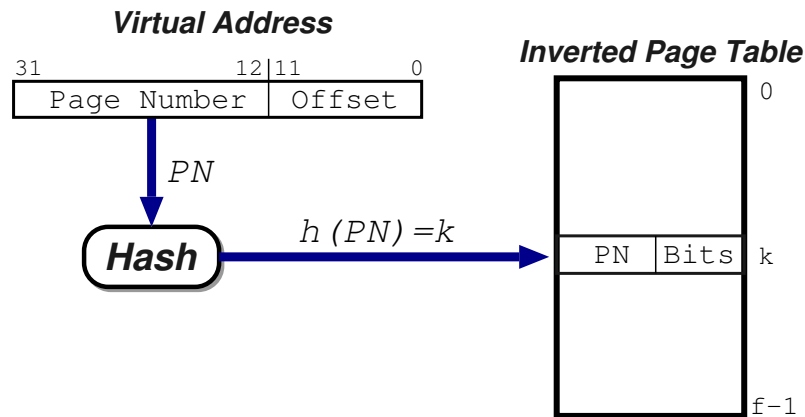 Virtual Address
31 12 11 0
Page Number Offset
PN
Hash
h(PN)=k
Inverted Page Table
0
PN Bits k
f-1